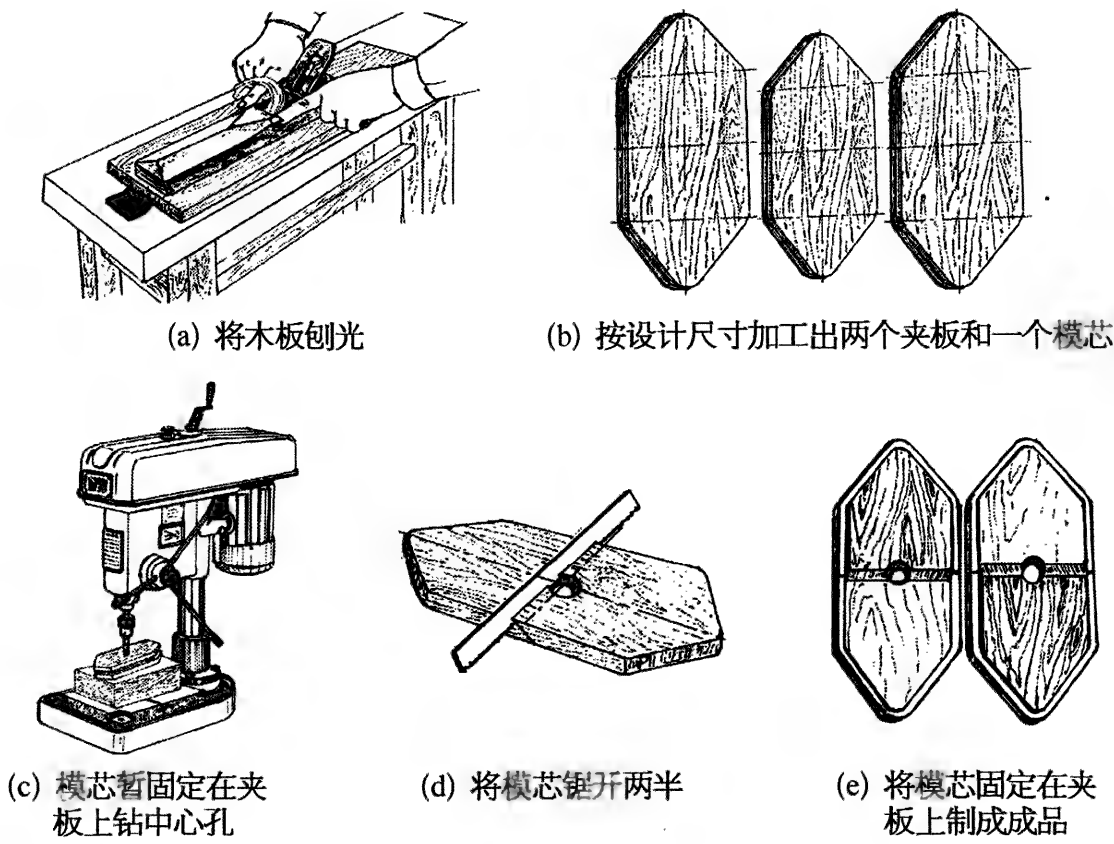 (a) 将木板刨光
(b) 按设计尺寸加工出两个夹板和一个模芯
(c) 模芯暂固定在夹
板上钻中心孔
(d) 将模芯锯开两半
(e) 将模芯固定在夹
板上制成成品